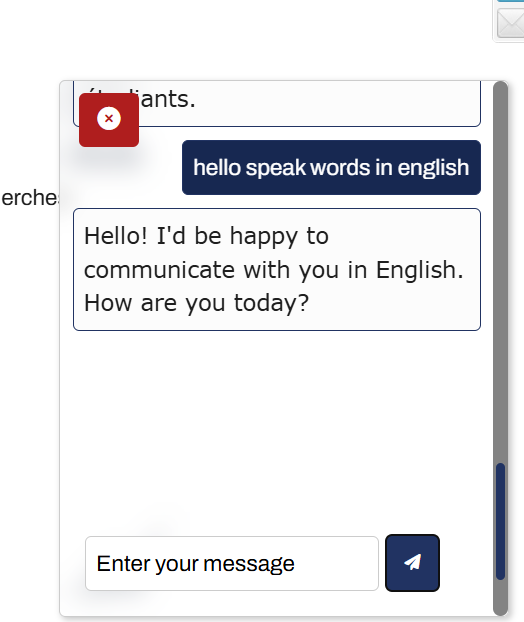 hello speak words in english
erche
Hello! I'd be happy to
communicate with you in English.
How are you today?
Enter your message